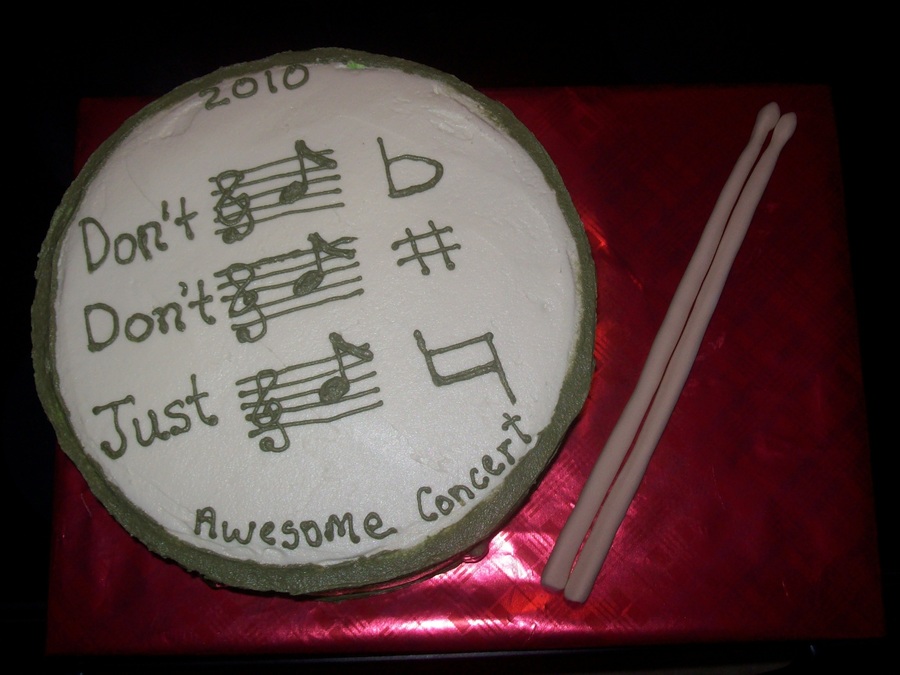 2010
Don't ♭
Don't #
Just ♮
Awesome Concert